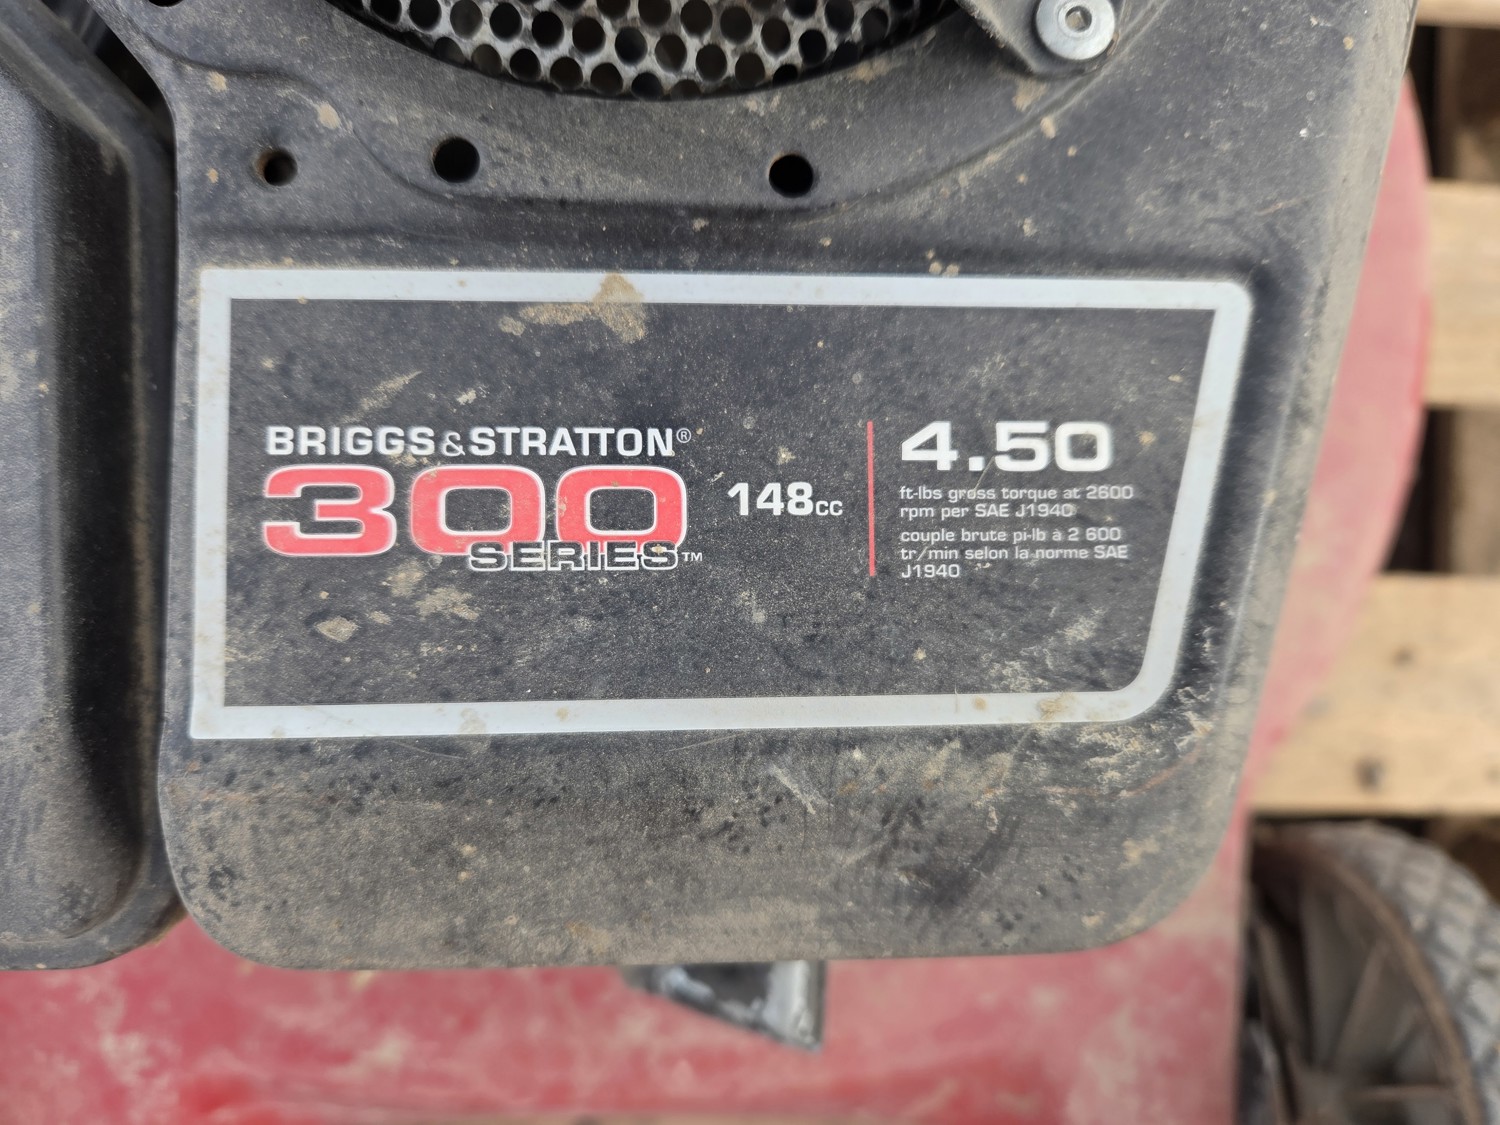 BRIGGS & STRATTON®
300
SERIES™
148cc
4.50
ft-lbs gross torque at 2600
rpm per SAE J1940
couple brute pi-lb à 2 600
tr/min selon la norme SAE
J1940